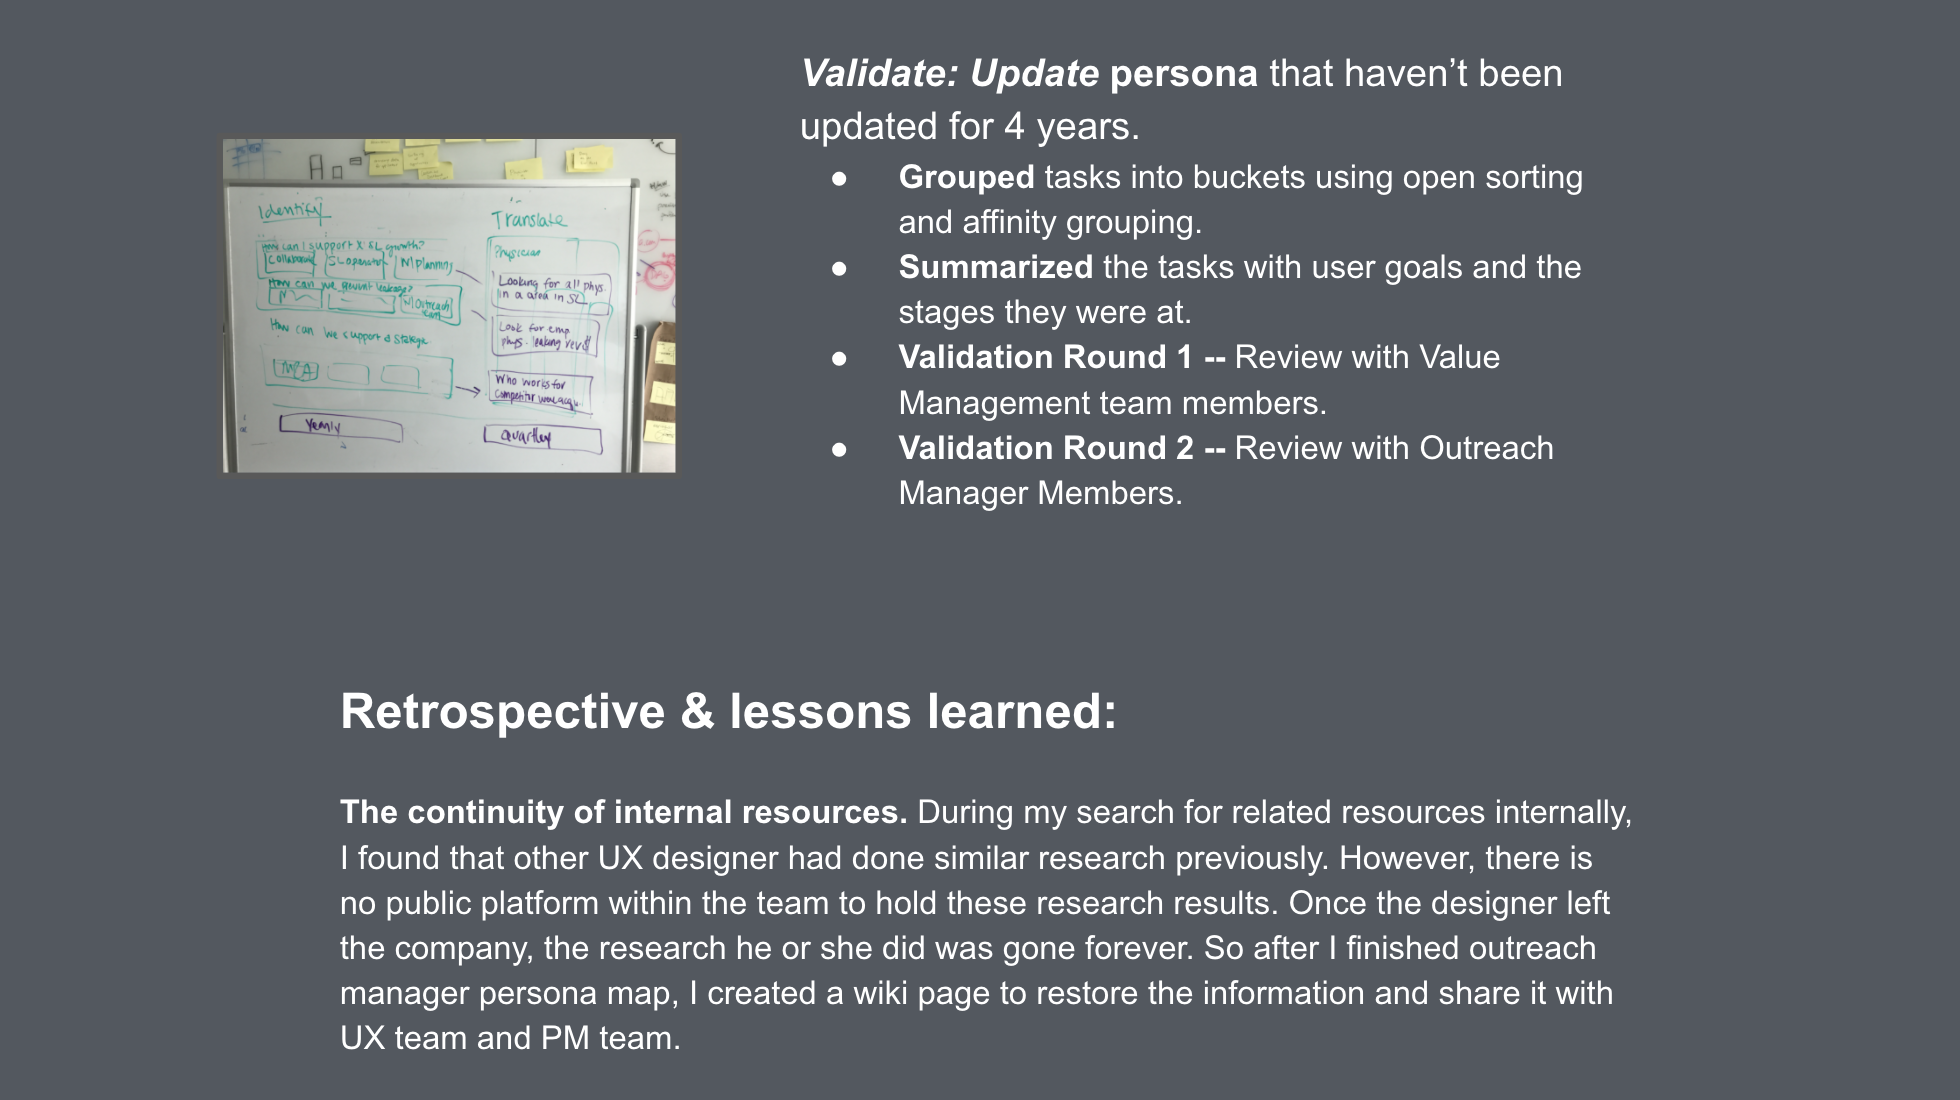 Validate: Update persona that haven’t been
updated for 4 years.
● Grouped tasks into buckets using open sorting
and affinity grouping.
● Summarized the tasks with user goals and the
stages they were at.
● Validation Round 1 -- Review with Value
Management team members.
● Validation Round 2 -- Review with Outreach
Manager Members.
Identify
How can I support X SL growth?
SL operator
How can we prevent leakage?
Outreach
How can we support a
M&A
yearly
Translate
Physician
Looking for all phys.
in a area in SL
Look for emp
phys. leaking rev $
Who works for
Competitor
Retrospective & lessons learned:
The continuity of internal resources. During my search for related resources internally,
I found that other UX designer had done similar research previously. However, there is
no public platform within the team to hold these research results. Once the designer left
the company, the research he or she did was gone forever. So after I finished outreach
manager persona map, I created a wiki page to restore the information and share it with
UX team and PM team.